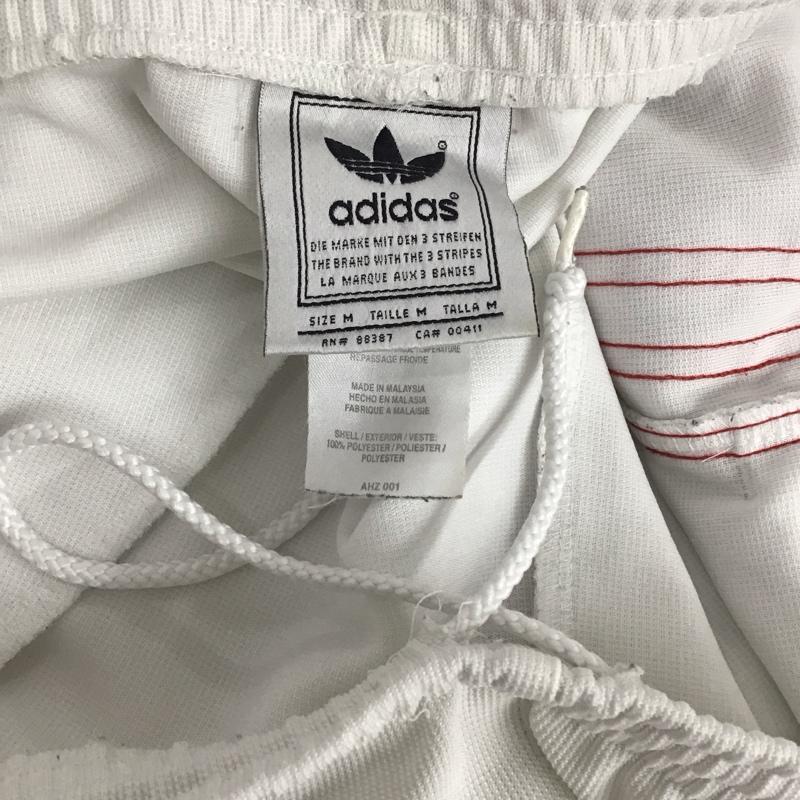 adidas®
DIE MARKE MIT DEN 3 STREIFEN
THE BRAND WITH THE 3 STRIPES
LA MARQUE AUX 3 BANDES
SIZE M TAILLE M TALLA M
RN# 88387 CA# 00411
REPASSAGE FROIDE
MADE IN MALAYSIA
HECHO EN MALASIA
FABRIQUE A MALAISIE
SHELL / EXTERIOR / VESTE:
100% POLYESTER / POLIESTER /
POLYESTER
AHZ 001